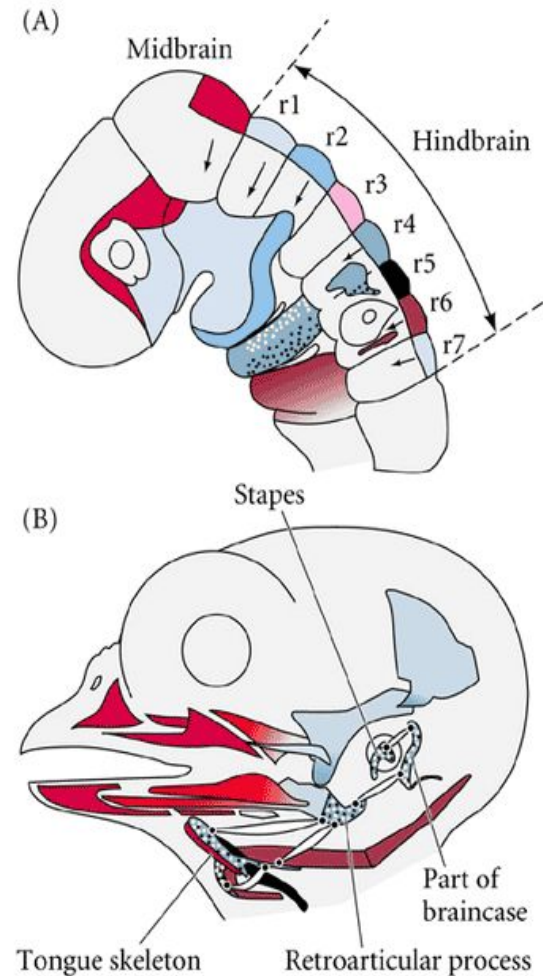 (A)
Midbrain
r1
r2
Hindbrain
r3
r4
r5
r6
r7
Stapes
(B)
Part of
braincase
Tongue skeleton
Retroarticular process